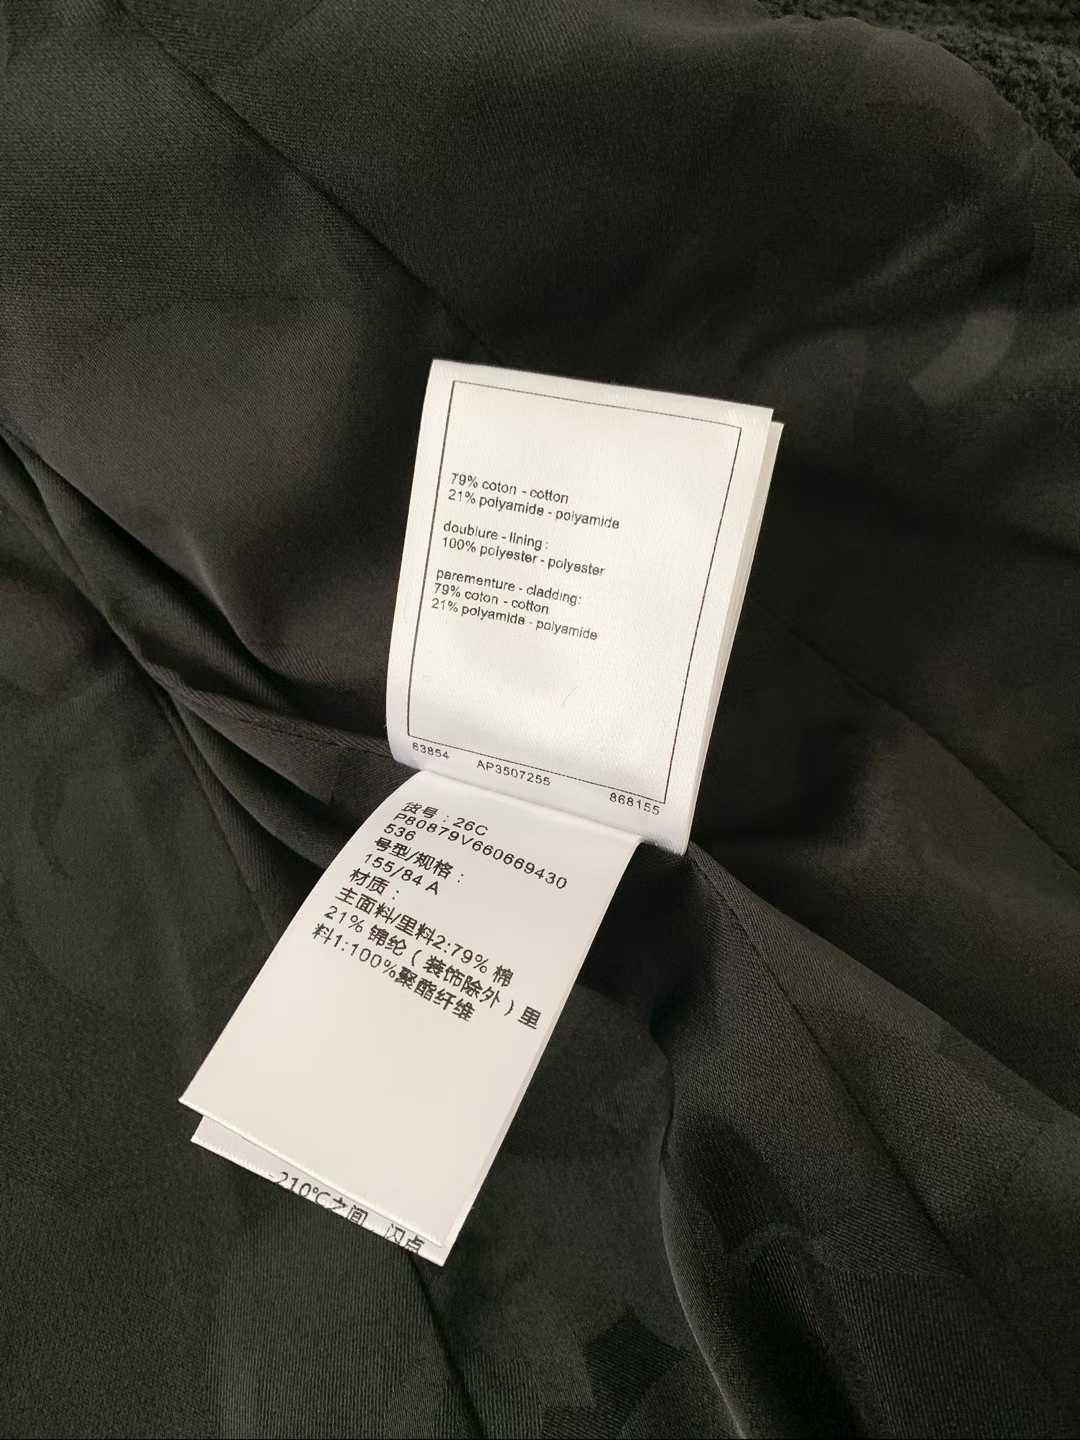 79% coton - cotton
21% polyamide - polyamide
doublure - lining :
100% polyester - polyester
parementure - cladding:
79% coton - cotton
21% polyamide - polyamide
63854 AP3507255 868155
货号：26C
P80879V660669430
536
号型/规格：
155/84 A
材质：
主面料/里料2:79% 棉
21% 锦纶（装饰除外）里
料1:100%聚酯纤维
-210℃之间，闪点